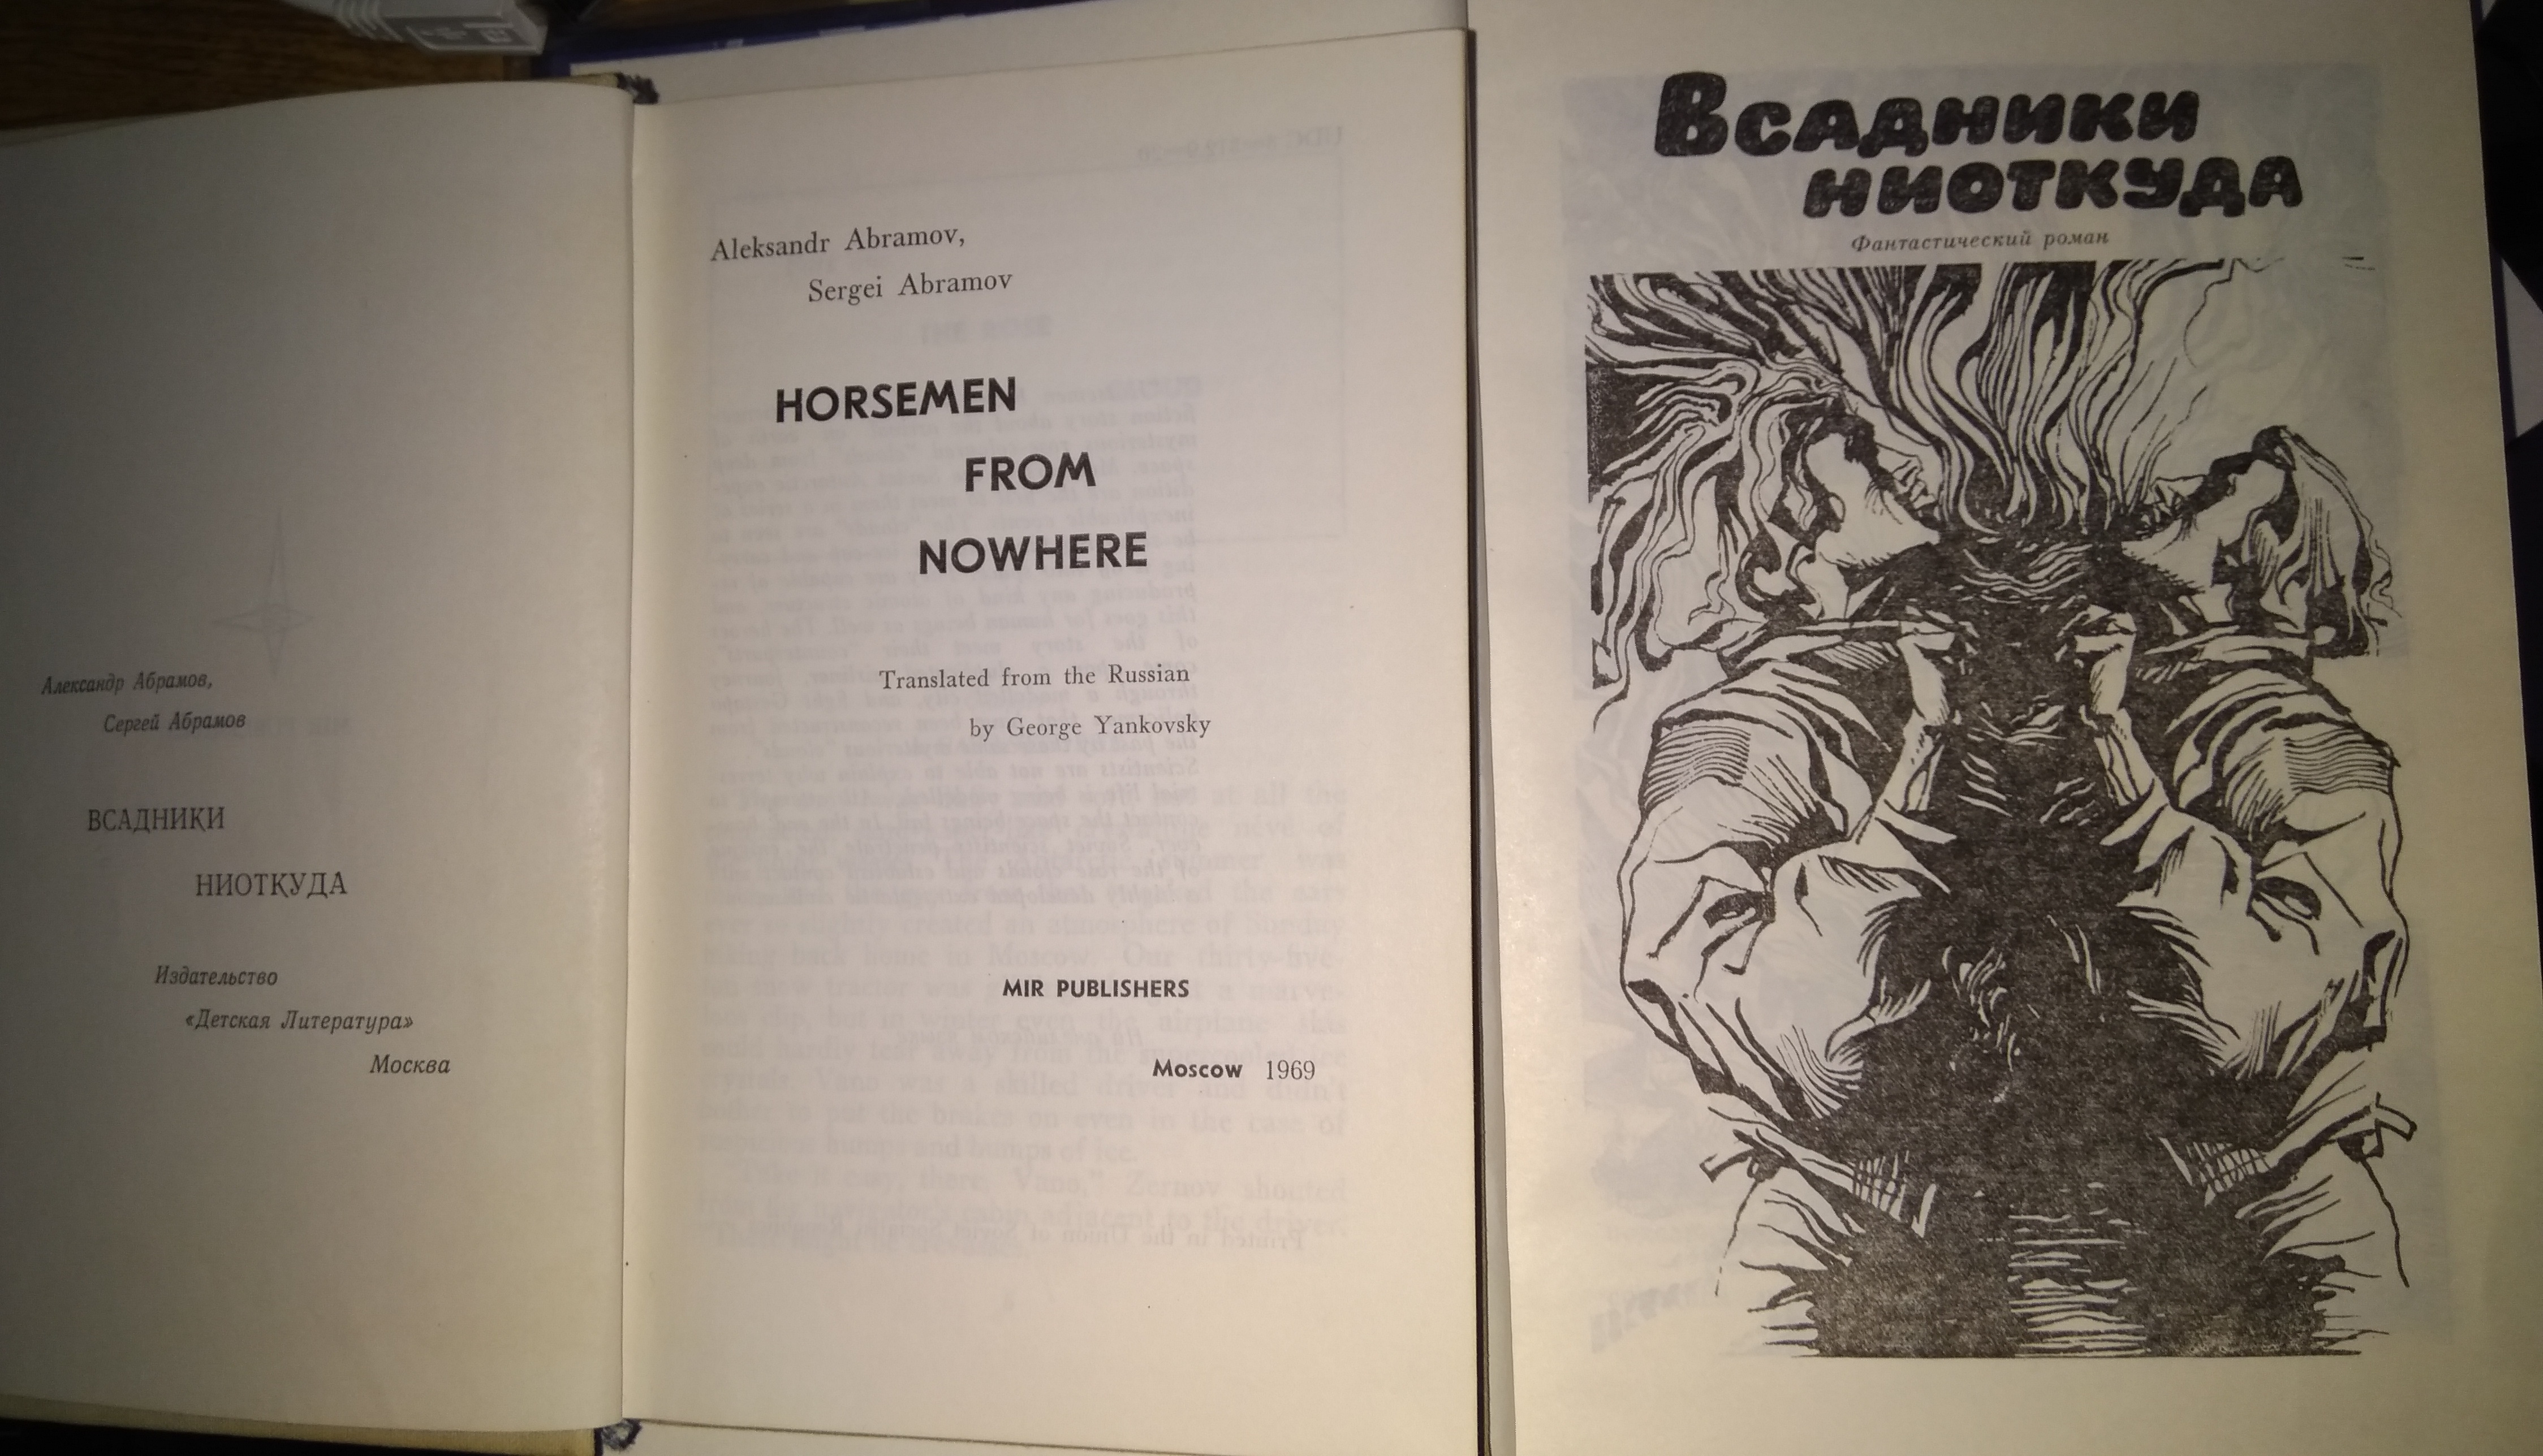 Александр Абрамов,
Сергей Абрамов
ВСАДНИКИ
НИОТКУДА
Издательство
«Детская Литература»
Москва
Aleksandr Abramov,
Sergei Abramov
HORSEMEN
FROM
NOWHERE
Translated from the Russian
by George Yankovsky
MIR PUBLISHERS
Moscow 1969
Всадники
ниоткуда
Фантастический роман